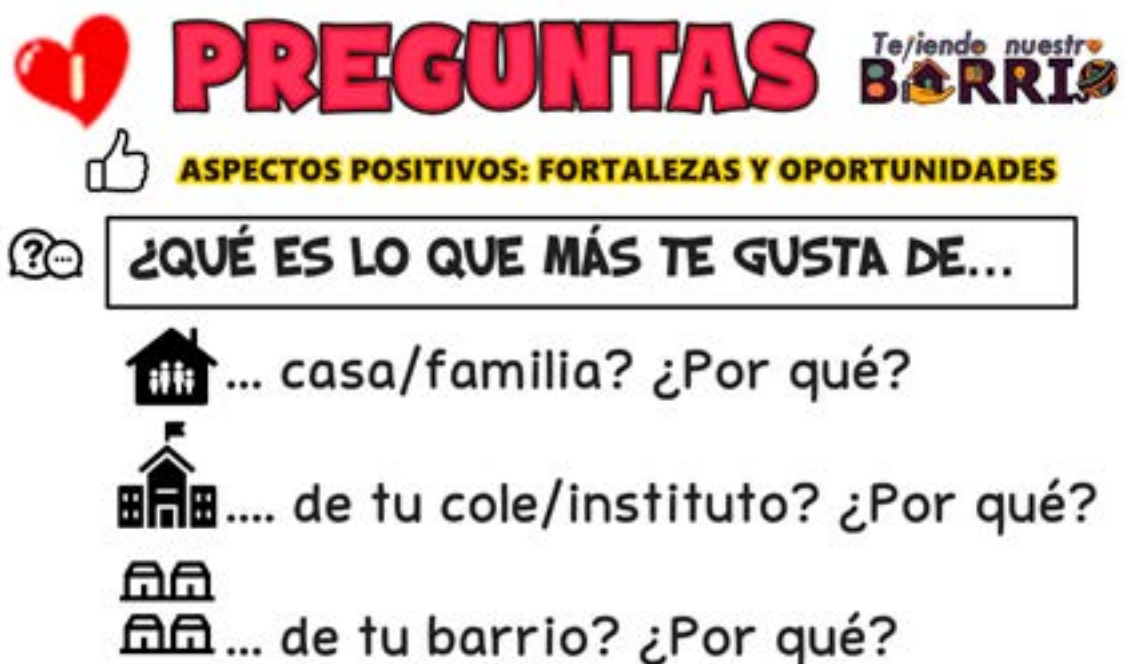 1
PREGUNTAS
Tejiendo nuestro
BARRIO
ASPECTOS POSITIVOS: FORTALEZAS Y OPORTUNIDADES
?...
¿QUÉ ES LO QUE MÁS TE GUSTA DE...
... casa/familia? ¿Por qué?
.... de tu cole/instituto? ¿Por qué?
... de tu barrio? ¿Por qué?